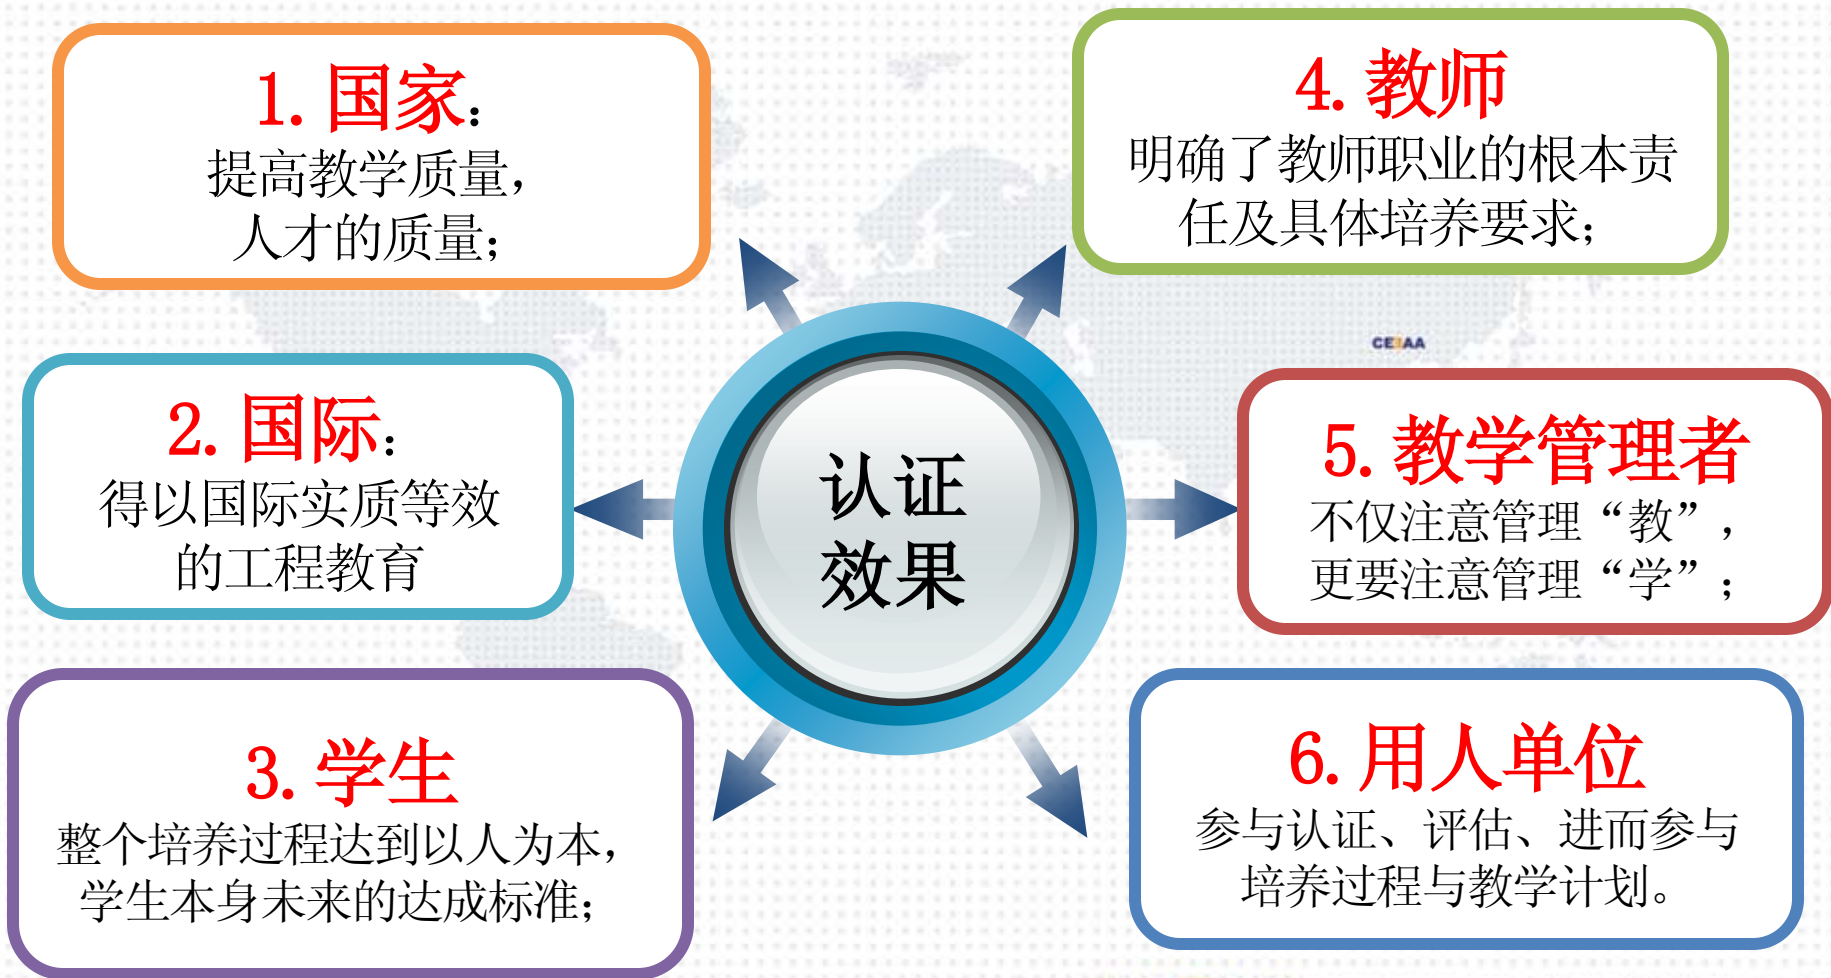 1.国家：
提高教学质量，
人才的质量；
2.国际：
得以国际实质等效
的工程教育
3.学生
整个培养过程达到以人为本，
学生本身未来的达成标准；
认证
效果
4.教师
明确了教师职业的根本责
任及具体培养要求；
CEEAA
5.教学管理者
不仅注意管理“教”，
更要注意管理“学”；
6.用人单位
参与认证、评估、进而参与
培养过程与教学计划。